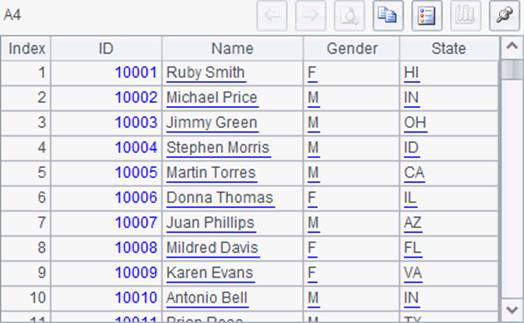 A4
Index ID Name Gender State
1 10001 Ruby Smith F HI
2 10002 Michael Price M IN
3 10003 Jimmy Green M OH
4 10004 Stephen Morris M ID
5 10005 Martin Torres M CA
6 10006 Donna Thomas F IL
7 10007 Juan Phillips M AZ
8 10008 Mildred Davis F FL
9 10009 Karen Evans F VA
10 10010 Antonio Bell M IN
11 10011 Brian Rose M TX